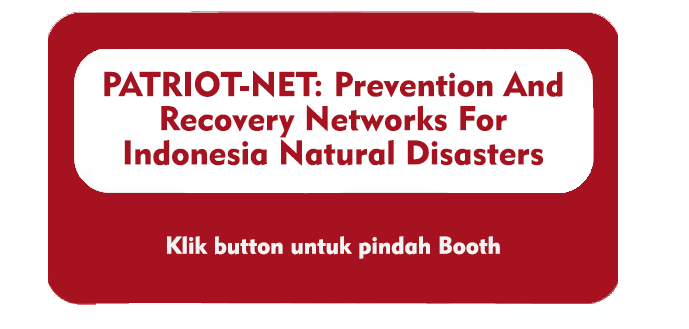 PATRIOT-NET: Prevention And
Recovery Networks For
Indonesia Natural Disasters
Klik button untuk pindah Booth